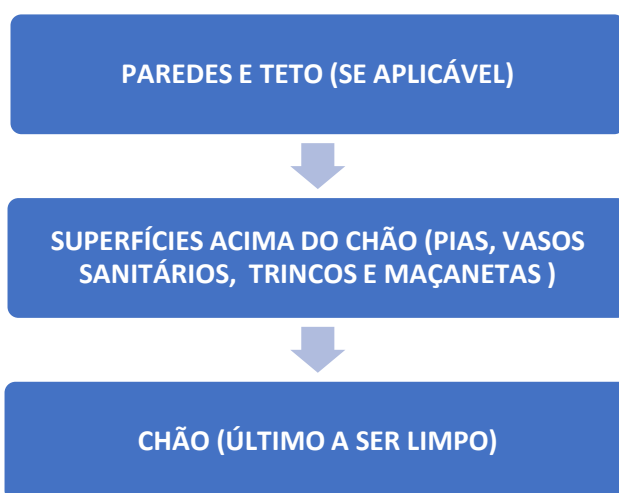 PAREDES E TETO (SE APLICÁVEL)
SUPERFÍCIES ACIMA DO CHÃO (PIAS, VASOS
SANITÁRIOS, TRINCOS E MAÇANETAS )
CHÃO (ÚLTIMO A SER LIMPO)